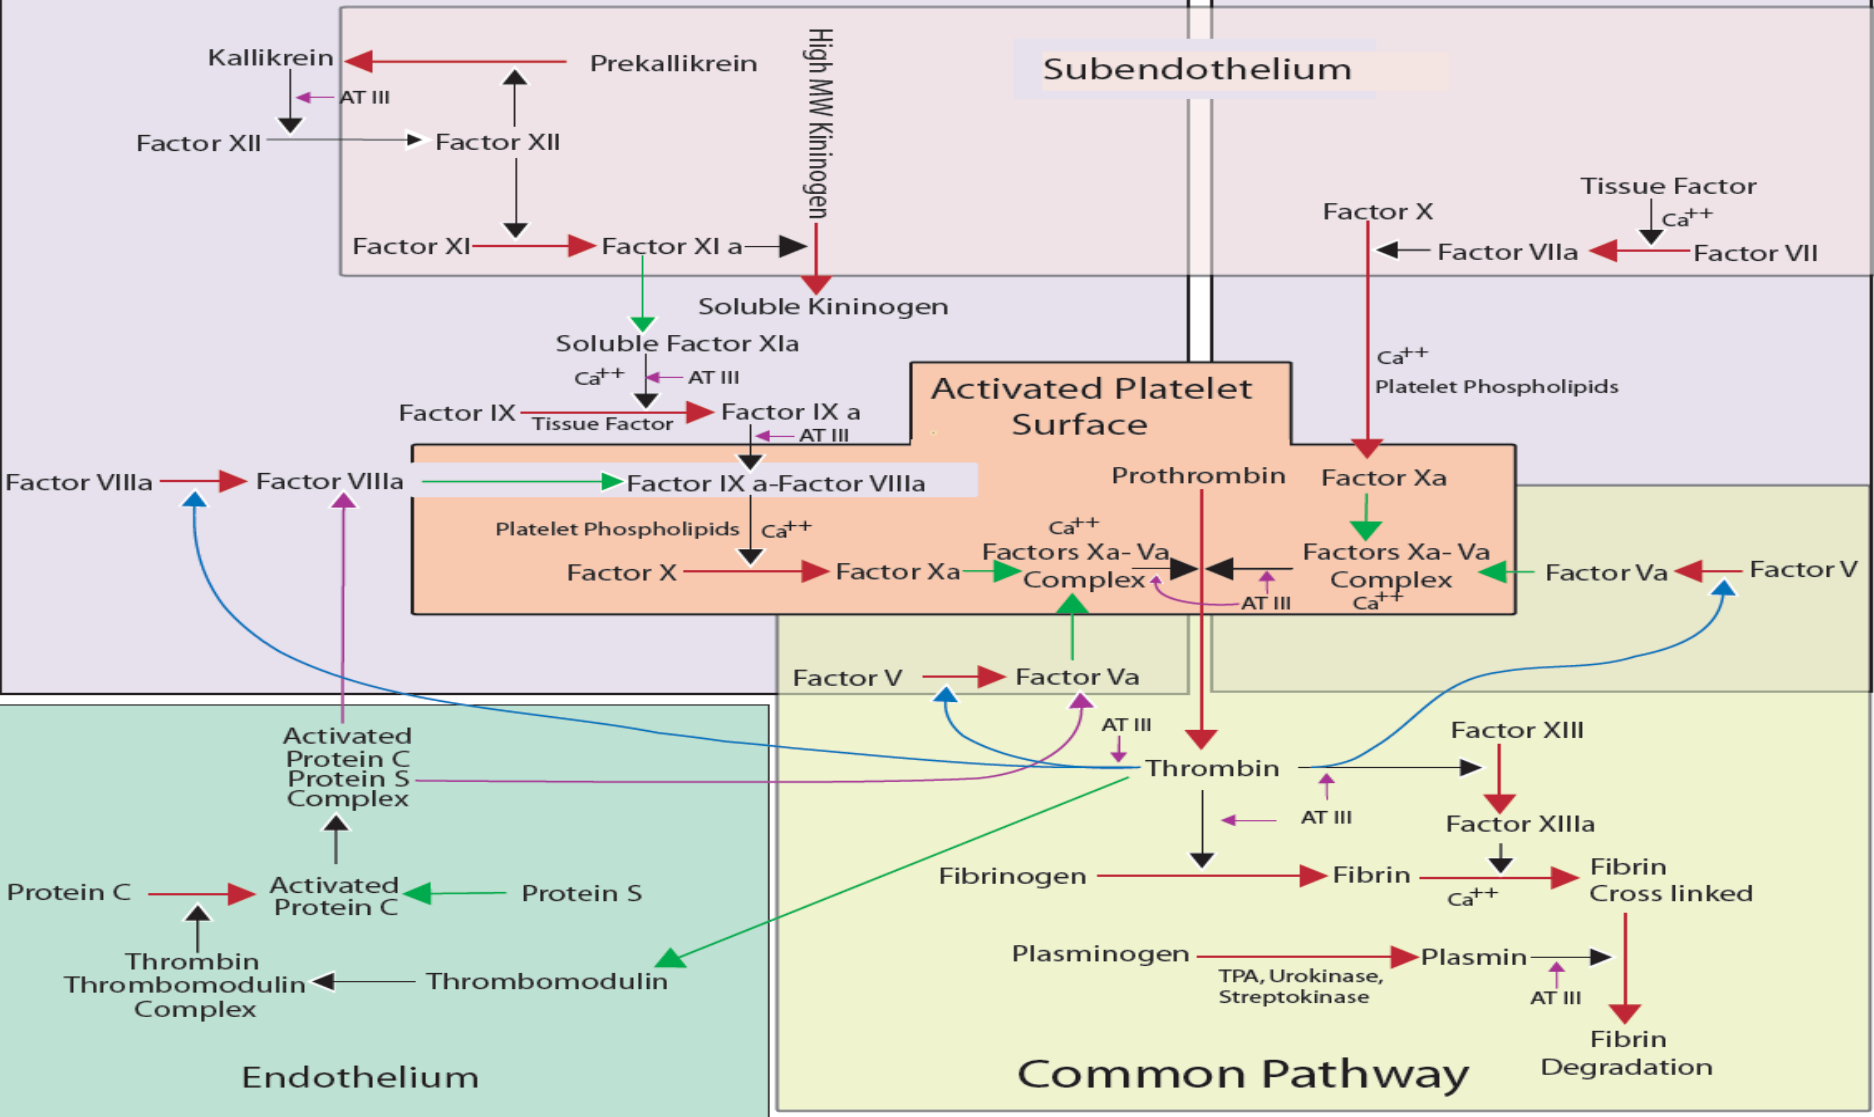 Kallikrein
Prekallikrein
High MW Kininogen
Subendothelium
AT III
Factor XII
Factor XII
Tissue Factor
Factor X
Ca++
Factor XI
Factor XI a
Factor VIIa
Factor VII
Soluble Kininogen
Soluble Factor XIa
Ca++
AT III
Ca++
Platelet Phospholipids
Activated Platelet
Surface
Factor IX
Tissue Factor
Factor IX a
AT III
Factor VIIIa
Factor VIIIa
Factor IX a-Factor VIIIa
Prothrombin
Factor Xa
Platelet Phospholipids
Ca++
Ca++
Factors Xa- Va
Complex
Factors Xa- Va
Complex
Ca++
Factor X
Factor Xa
AT III
Factor Va
Factor V
Factor V
Factor Va
AT III
Factor XIII
Activated
Protein C
Protein S
Complex
Thrombin
AT III
Factor XIIIa
Protein C
Activated
Protein C
Protein S
Fibrinogen
Fibrin
Ca++
Fibrin
Cross linked
Thrombin
Thrombomodulin
Complex
Thrombomodulin
Plasminogen
TPA, Urokinase,
Streptokinase
Plasmin
AT III
Fibrin
Degradation
Endothelium
Common Pathway